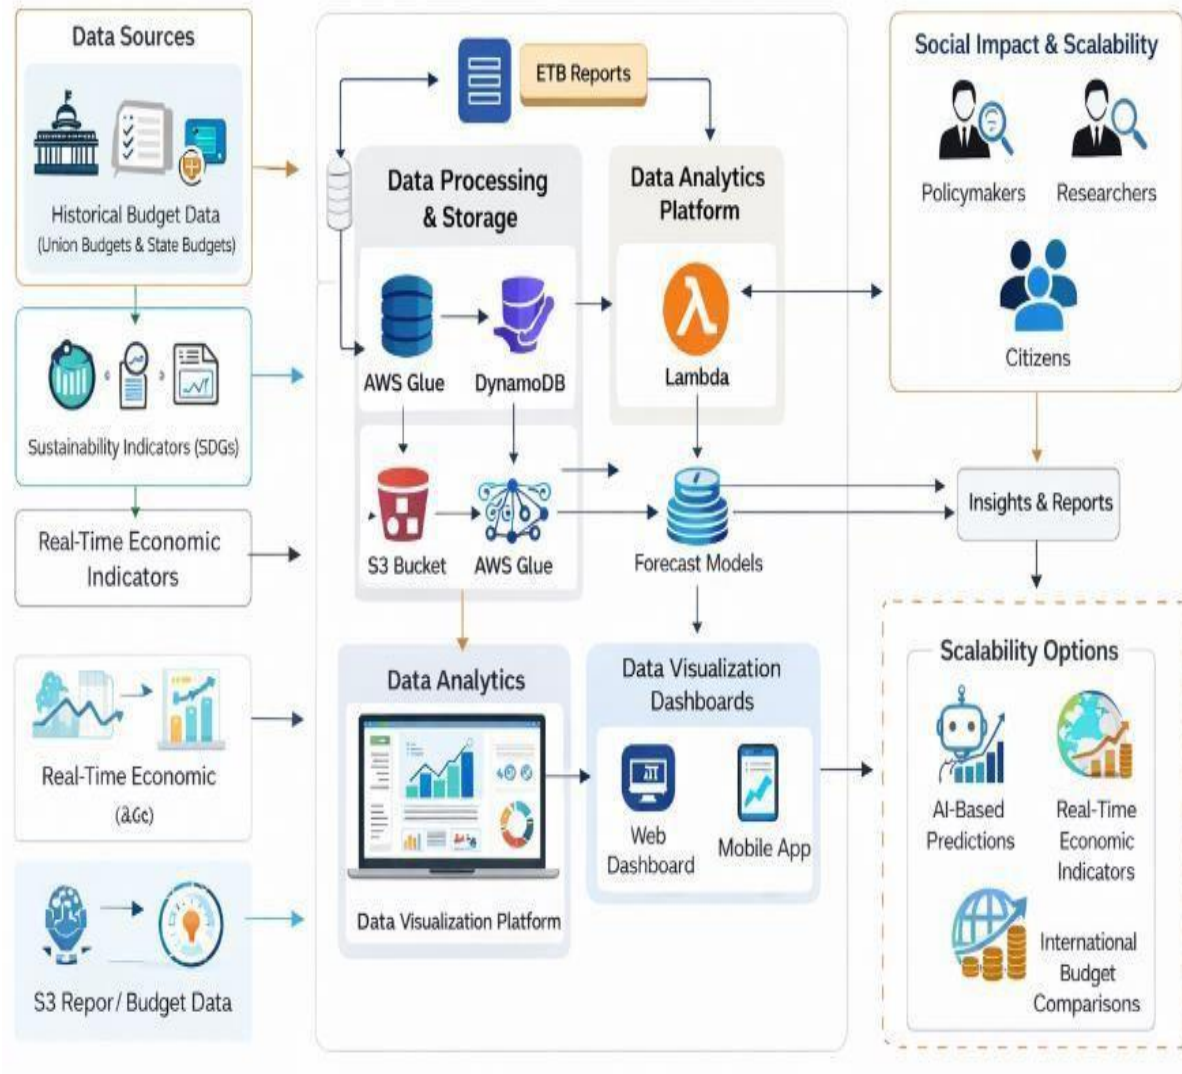 Data Sources
Historical Budget Data
(Union Budgets & State Budgets)
Sustainability Indicators (SDGs)
Real-Time Economic
Indicators
Real-Time Economic
S3 Repor/Budget Data
ETB Reports
Data Processing
& Storage
AWS Glue
DynamoDB
S3 Bucket
AWS Glue
Data Analytics
Platform
λ
Lambda
Forecast Models
Data Analytics
Data Visualization Platform
Data Visualization
Dashboards
Web
Dashboard
Mobile App
Social Impact & Scalability
Policymakers
Researchers
Citizens
Insights & Reports
Scalability Options
AI-Based
Predictions
Real-Time
Economic
Indicators
International
Budget
Comparisons